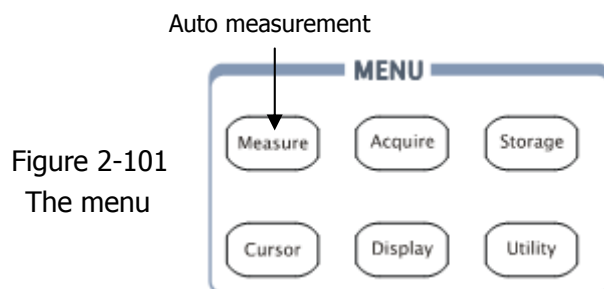 Auto measurement
MENU
Measure Acquire Storage
Figure 2-101
The menu
Cursor Display Utility